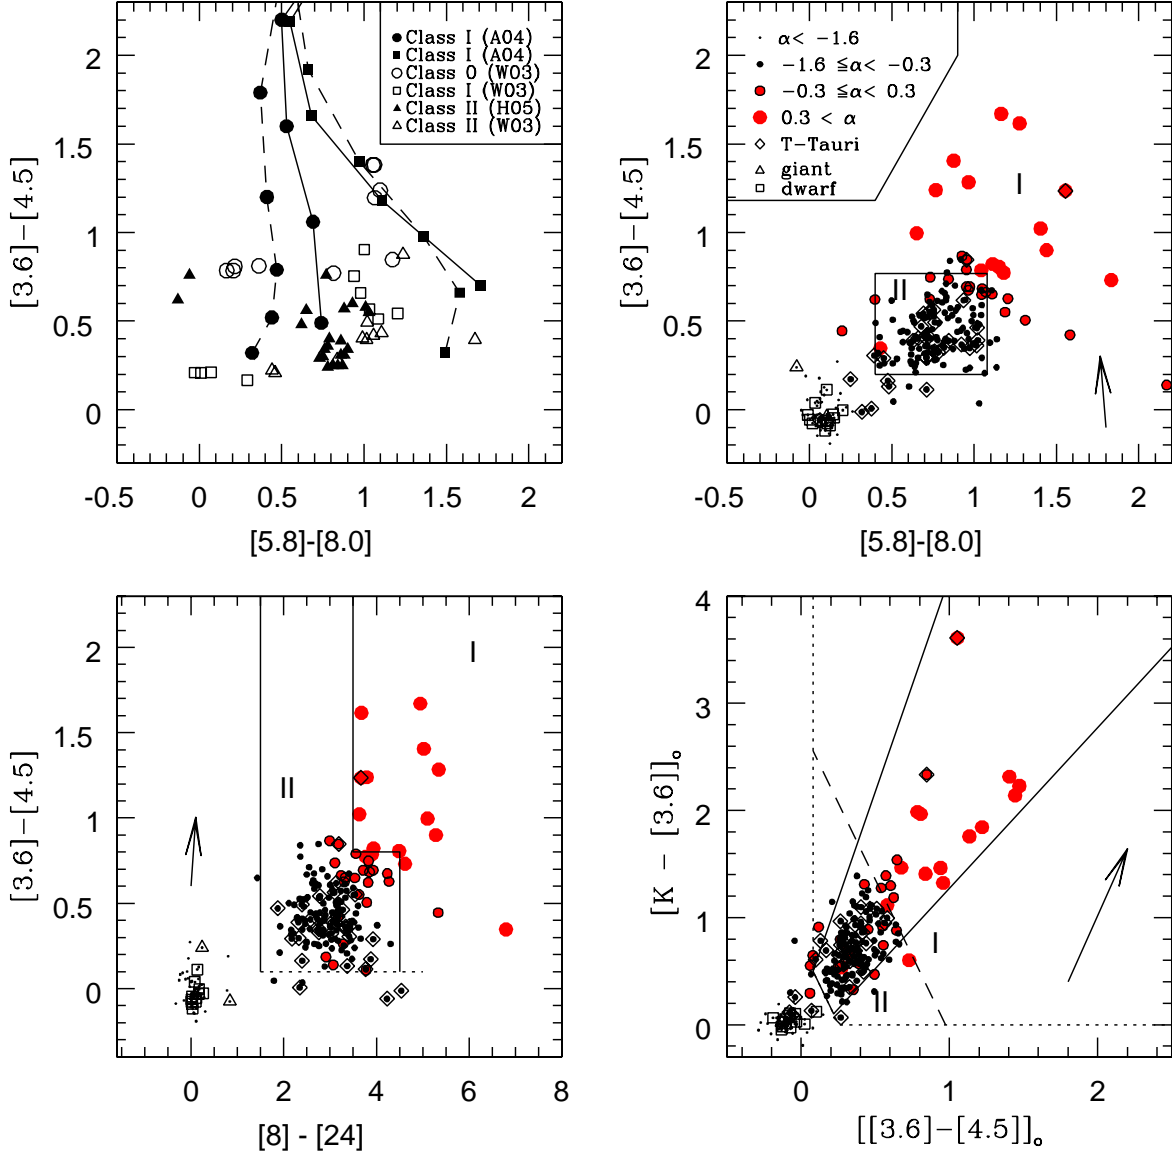 Class I (A04)
Class I (A04)
Class 0 (W03)
Class I (W03)
Class II (H05)
Class II (W03)
2
1.5
1
0.5
0
-0.5 0 0.5 1 1.5 2
[3.6]−[4.5]
[5.8]-[8.0]
α< −1.6
−1.6 ≦α< −0.3
−0.3 ≦α< 0.3
0.3 < α
T−Tauri
giant
dwarf
I
II
2
1.5
1
0.5
0
-0.5 0 0.5 1 1.5 2
[3.6]−[4.5]
[5.8]-[8.0]
I
II
2
1.5
1
0.5
0
0 2 4 6 8
[3.6]−[4.5]
[8] - [24]
I
II
4
3
2
1
0
0 1 2
[K − [3.6]]₀
[[3.6]−[4.5]]₀